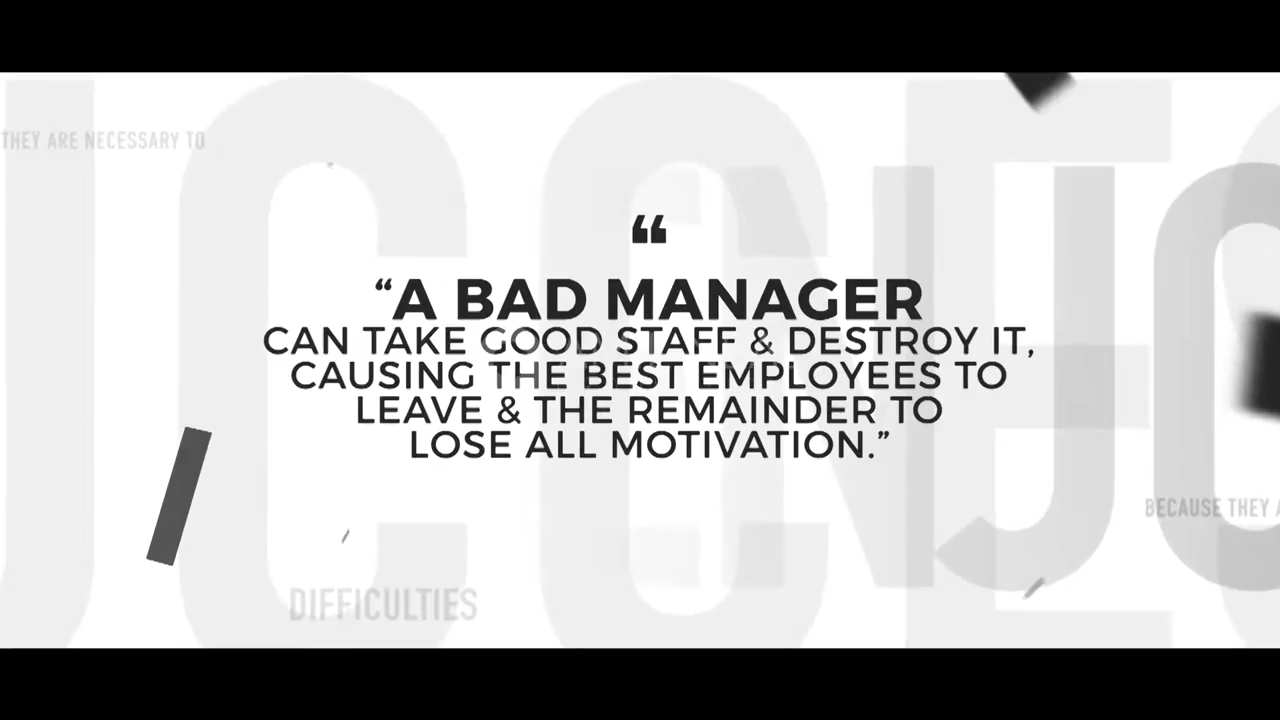 THEY ARE NECESSARY TO
❝
“A BAD MANAGER
CAN TAKE GOOD STAFF & DESTROY IT,
CAUSING THE BEST EMPLOYEES TO
LEAVE & THE REMAINDER TO
LOSE ALL MOTIVATION.”
BECAUSE THEY A
DIFFICULTIES